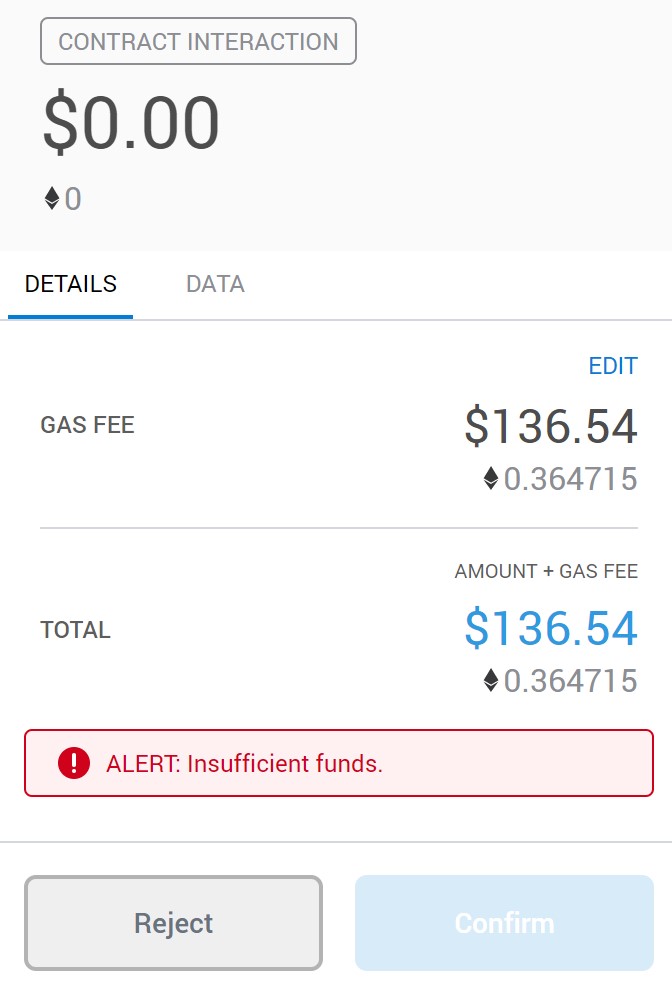 CONTRACT INTERACTION
$0.00
0
DETAILS DATA
EDIT
GAS FEE $136.54
0.364715
AMOUNT + GAS FEE
TOTAL $136.54
0.364715
ALERT: Insufficient funds.
Reject Confirm